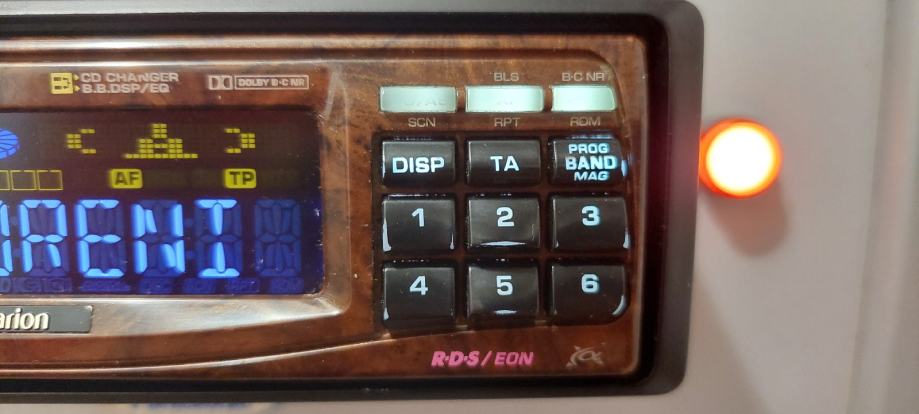 CD CHANGER
B.B.DSP/EQ
DOLBY B·C NR
BLS
B·C NR
SCN
RPT
RDM
AF
TP
DISP
TA
PROG
BAND
MAG
RENI
1
2
3
4
5
6
arion
R·D·S/EON